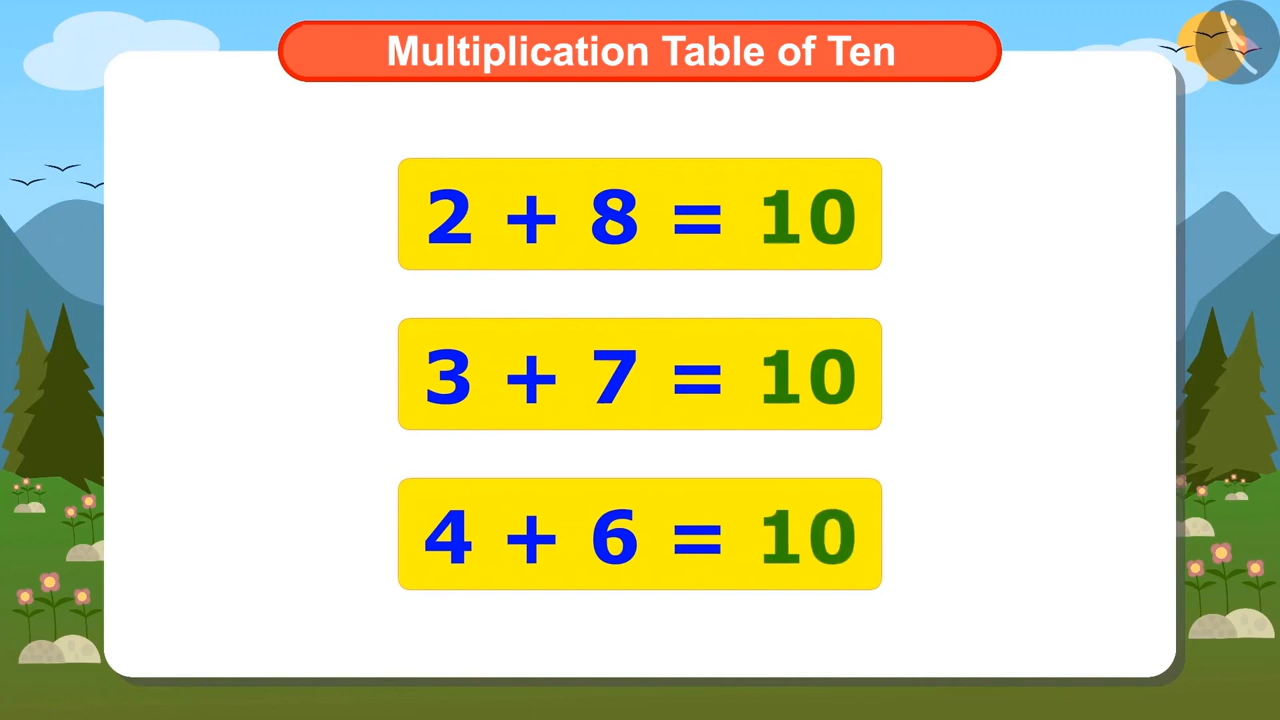 Multiplication Table of Ten
2 + 8 = 10
3 + 7 = 10
4 + 6 = 10